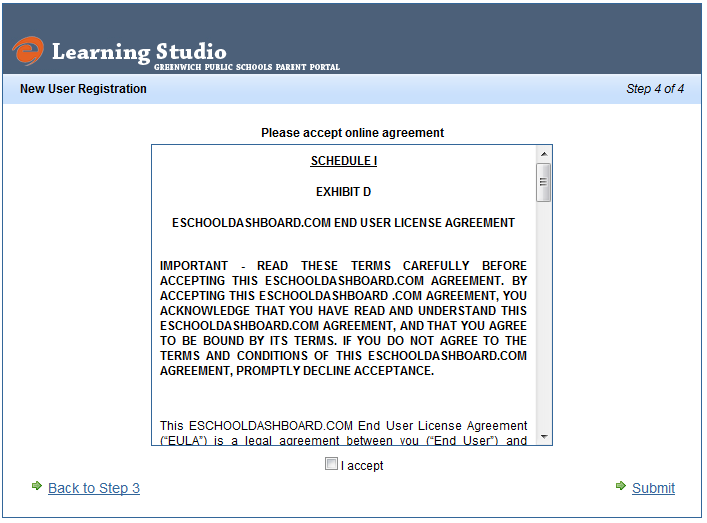 Learning Studio
GREENWICH PUBLIC SCHOOLS PARENT PORTAL
New User Registration Step 4 of 4
Please accept online agreement
SCHEDULE I
EXHIBIT D
ESCHOOLDASHBOARD.COM END USER LICENSE AGREEMENT
IMPORTANT - READ THESE TERMS CAREFULLY BEFORE
ACCEPTING THIS ESCHOOLDASHBOARD.COM AGREEMENT. BY
ACCEPTING THIS ESCHOOLDASHBOARD .COM AGREEMENT, YOU
ACKNOWLEDGE THAT YOU HAVE READ AND UNDERSTAND THIS
ESCHOOLDASHBOARD.COM AGREEMENT, AND THAT YOU AGREE
TO BE BOUND BY ITS TERMS. IF YOU DO NOT AGREE TO THE
TERMS AND CONDITIONS OF THIS ESCHOOLDASHBOARD.COM
AGREEMENT, PROMPTLY DECLINE ACCEPTANCE.
This ESCHOOLDASHBOARD.COM End User License Agreement
(“EULA”) is a legal agreement between you (“End User”) and
I accept
Back to Step 3 Submit